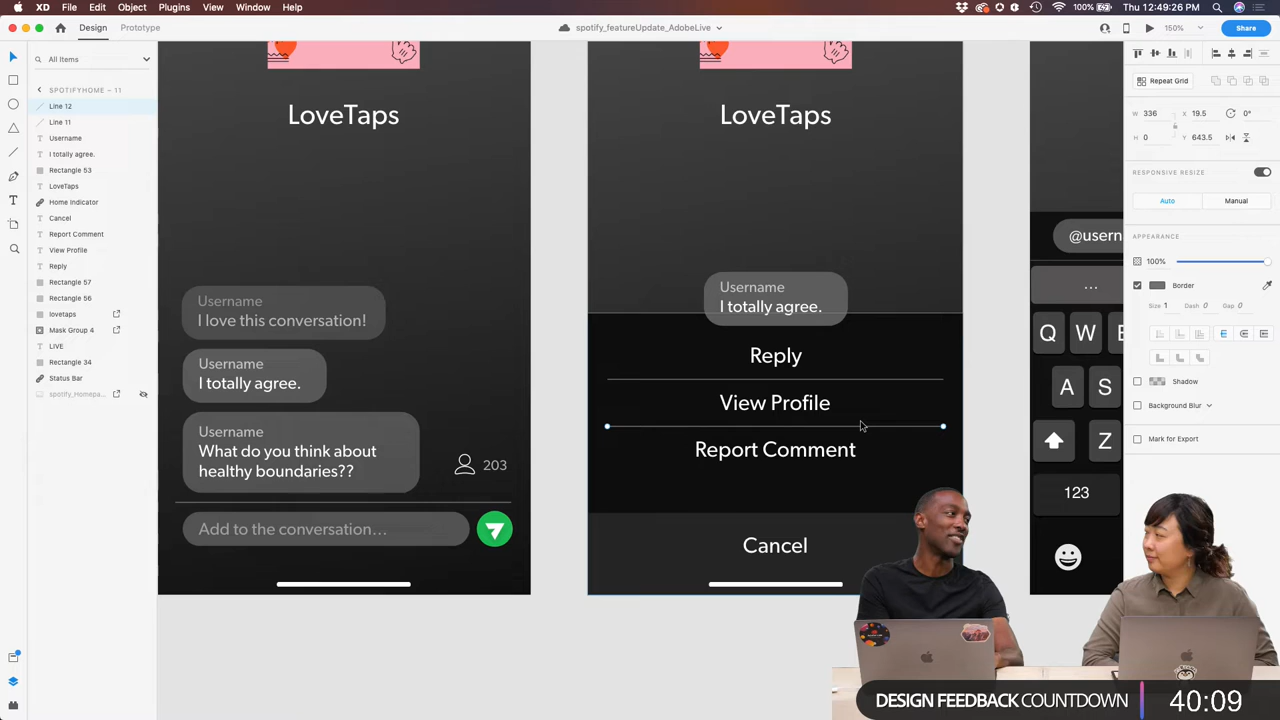 XD File Edit Object Plugins View Window Help
100% Sun 12:49:26 PM
Design Prototype
spotify_featureUpdate_AdobeLive
150%
Share
All Items
SPOTIFYHOME – 11
Line 12
Line 11
Username
I totally agree.
Rectangle 53
LoveTaps
Home Indicator
Cancel
Report Comment
View Profile
Reply
Rectangle 57
Rectangle 56
lovetaps
Mask Group 4
LIVE
Rectangle 34
Status Bar
spotify_Homepa...
LoveTaps
Username
I love this conversation!
Username
I totally agree.
Username
What do you think about
healthy boundaries??
203
Add to the conversation...
LoveTaps
Username
I totally agree.
Reply
View Profile
Report Comment
Cancel
@usern
...
Q W E
A S
Z
123
Repeat Grid
W 336 X 19.5 0°
H 0 Y 643.5
RESPONSIVE RESIZE
Auto Manual
APPEARANCE
100%
Border
Size 1 Dash 0 Gap 0
Shadow
Background Blur
Mark for Export
DESIGN FEEDBACK COUNTDOWN 40:09